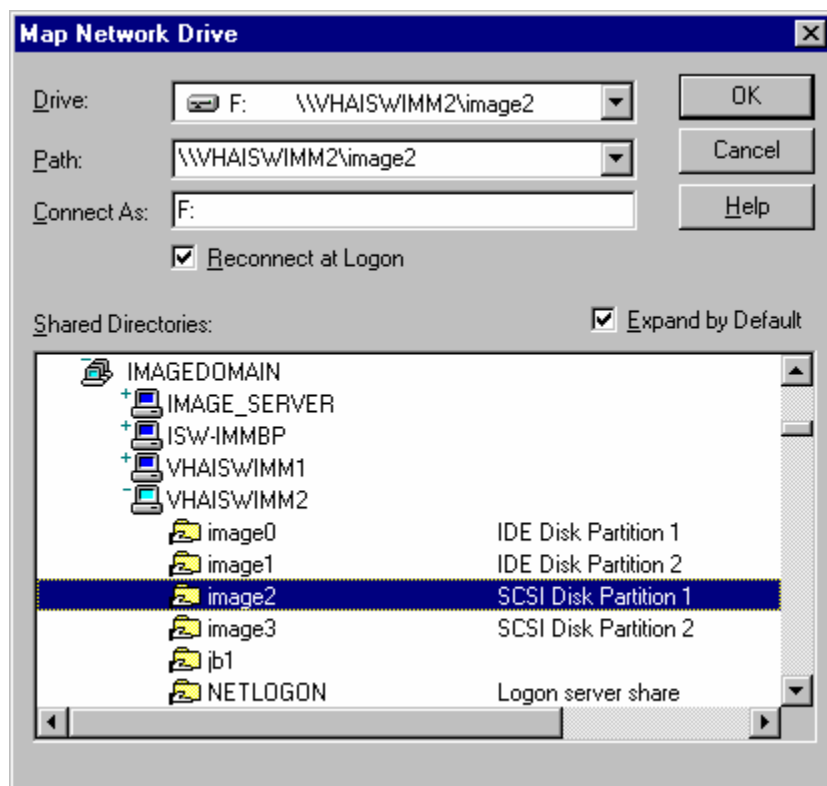 Map Network Drive
Drive: F: \\VHAISWIMM2\image2 OK
Path: \\VHAISWIMM2\image2 Cancel
Connect As: F: Help
Reconnect at Logon
Shared Directories: Expand by Default
IMAGEDOMAIN
IMAGE_SERVER
ISW-IMMBP
VHAISWIMM1
VHAISWIMM2
image0 IDE Disk Partition 1
image1 IDE Disk Partition 2
image2 SCSI Disk Partition 1
image3 SCSI Disk Partition 2
jb1
NETLOGON Logon server share